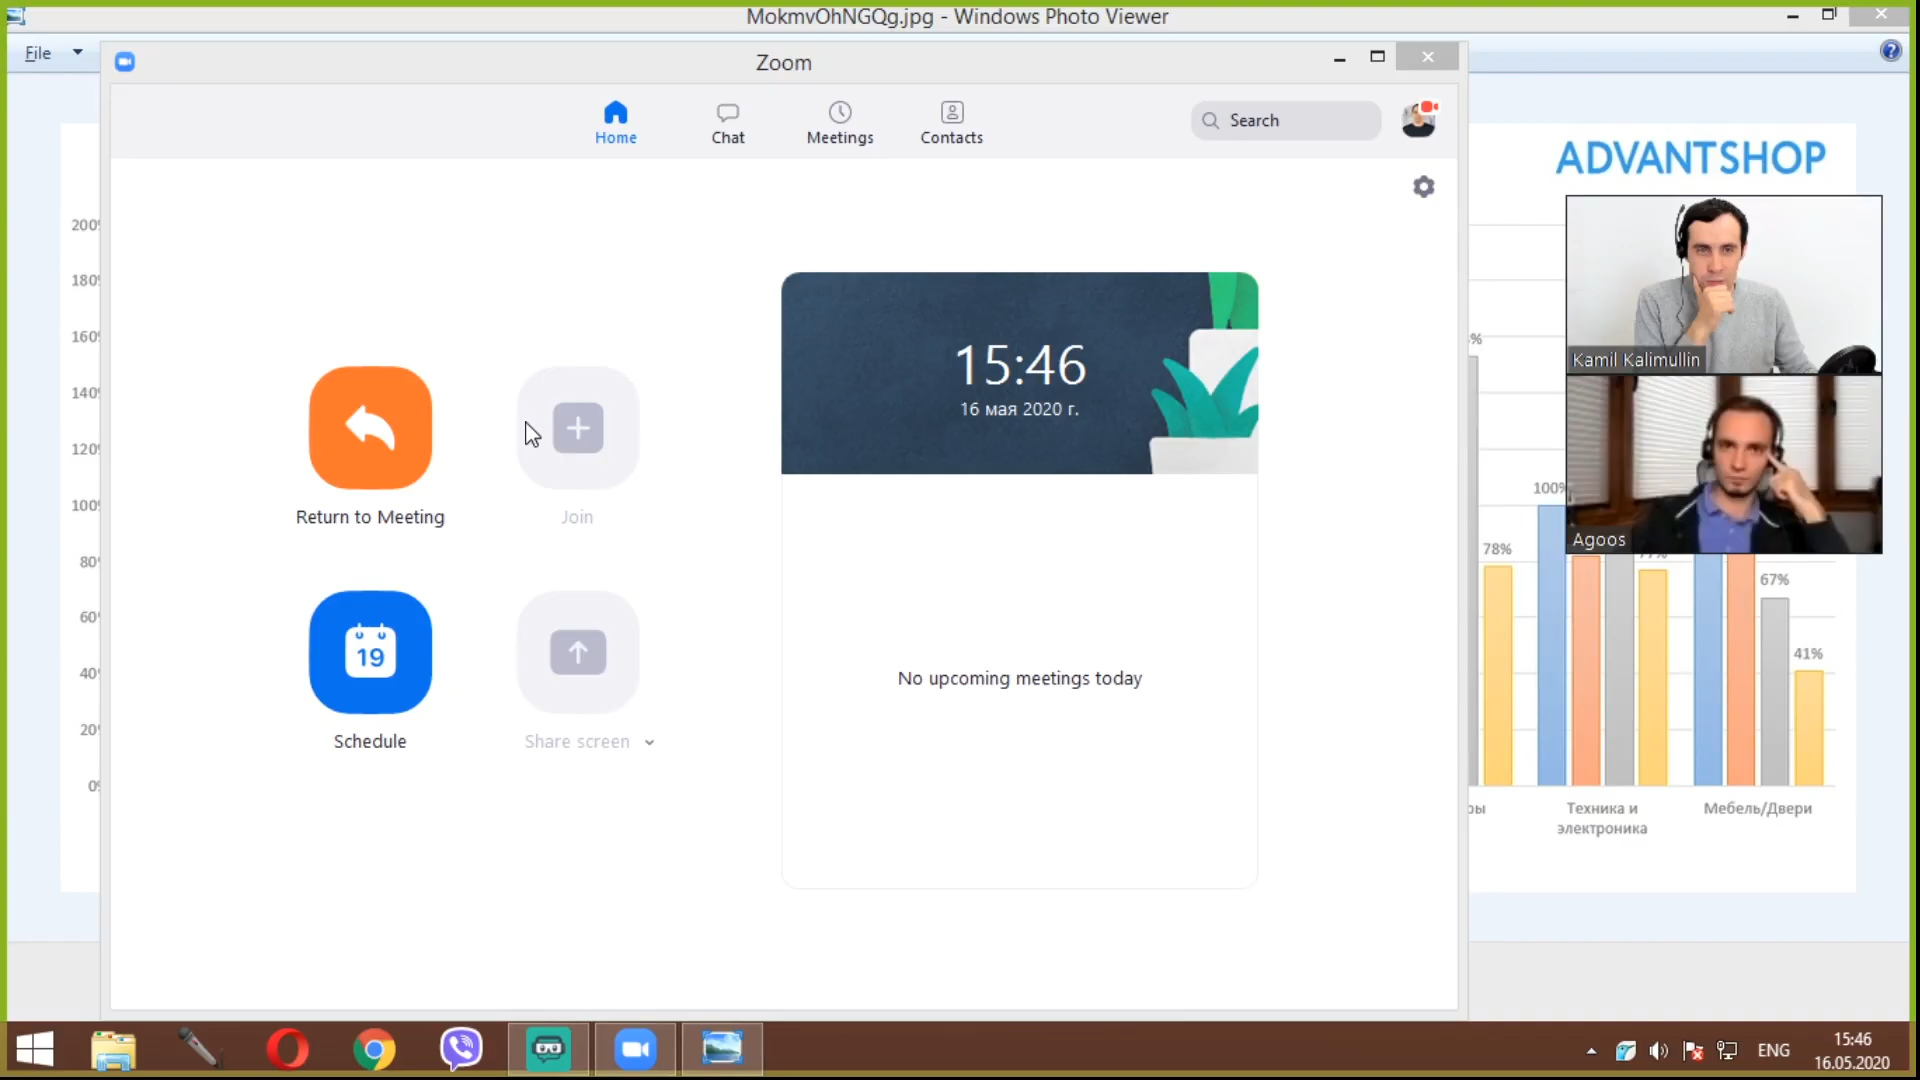 MokmvOhNGQg.jpg - Windows Photo Viewer
File
Zoom
Home
Chat
Meetings
Contacts
Search
ADVANTSHOP
200%
180%
160%
140%
120%
100%
80%
60%
40%
20%
0%
15:46
16 мая 2020 г.
Return to Meeting
Join
19
Schedule
Share screen
No upcoming meetings today
Kamil Kalimullin
Agoos
78%
100%
77%
67%
41%
Техника и
электроника
Мебель/Двери
ENG
15:46
16.05.2020